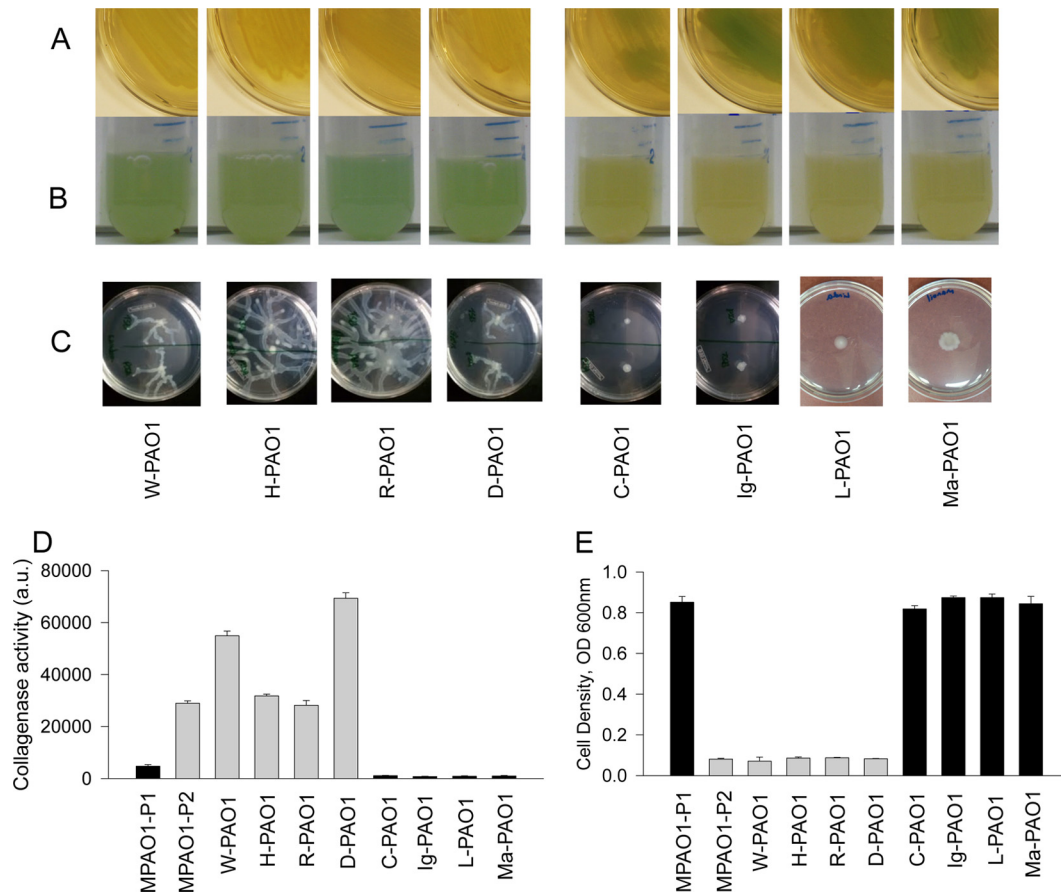 A
B
C
W-PAO1
H-PAO1
R-PAO1
D-PAO1
C-PAO1
Ig-PAO1
L-PAO1
Ma-PAO1
D
Collagenase activity (a.u.)
80000
60000
40000
20000
0
MPAO1-P1
MPAO1-P2
W-PAO1
H-PAO1
R-PAO1
D-PAO1
C-PAO1
Ig-PAO1
L-PAO1
Ma-PAO1
E
Cell Density, OD 600nm
1.0
0.8
0.6
0.4
0.2
0.0
MPAO1-P1
MPAO1-P2
W-PAO1
H-PAO1
R-PAO1
D-PAO1
C-PAO1
Ig-PAO1
L-PAO1
Ma-PAO1